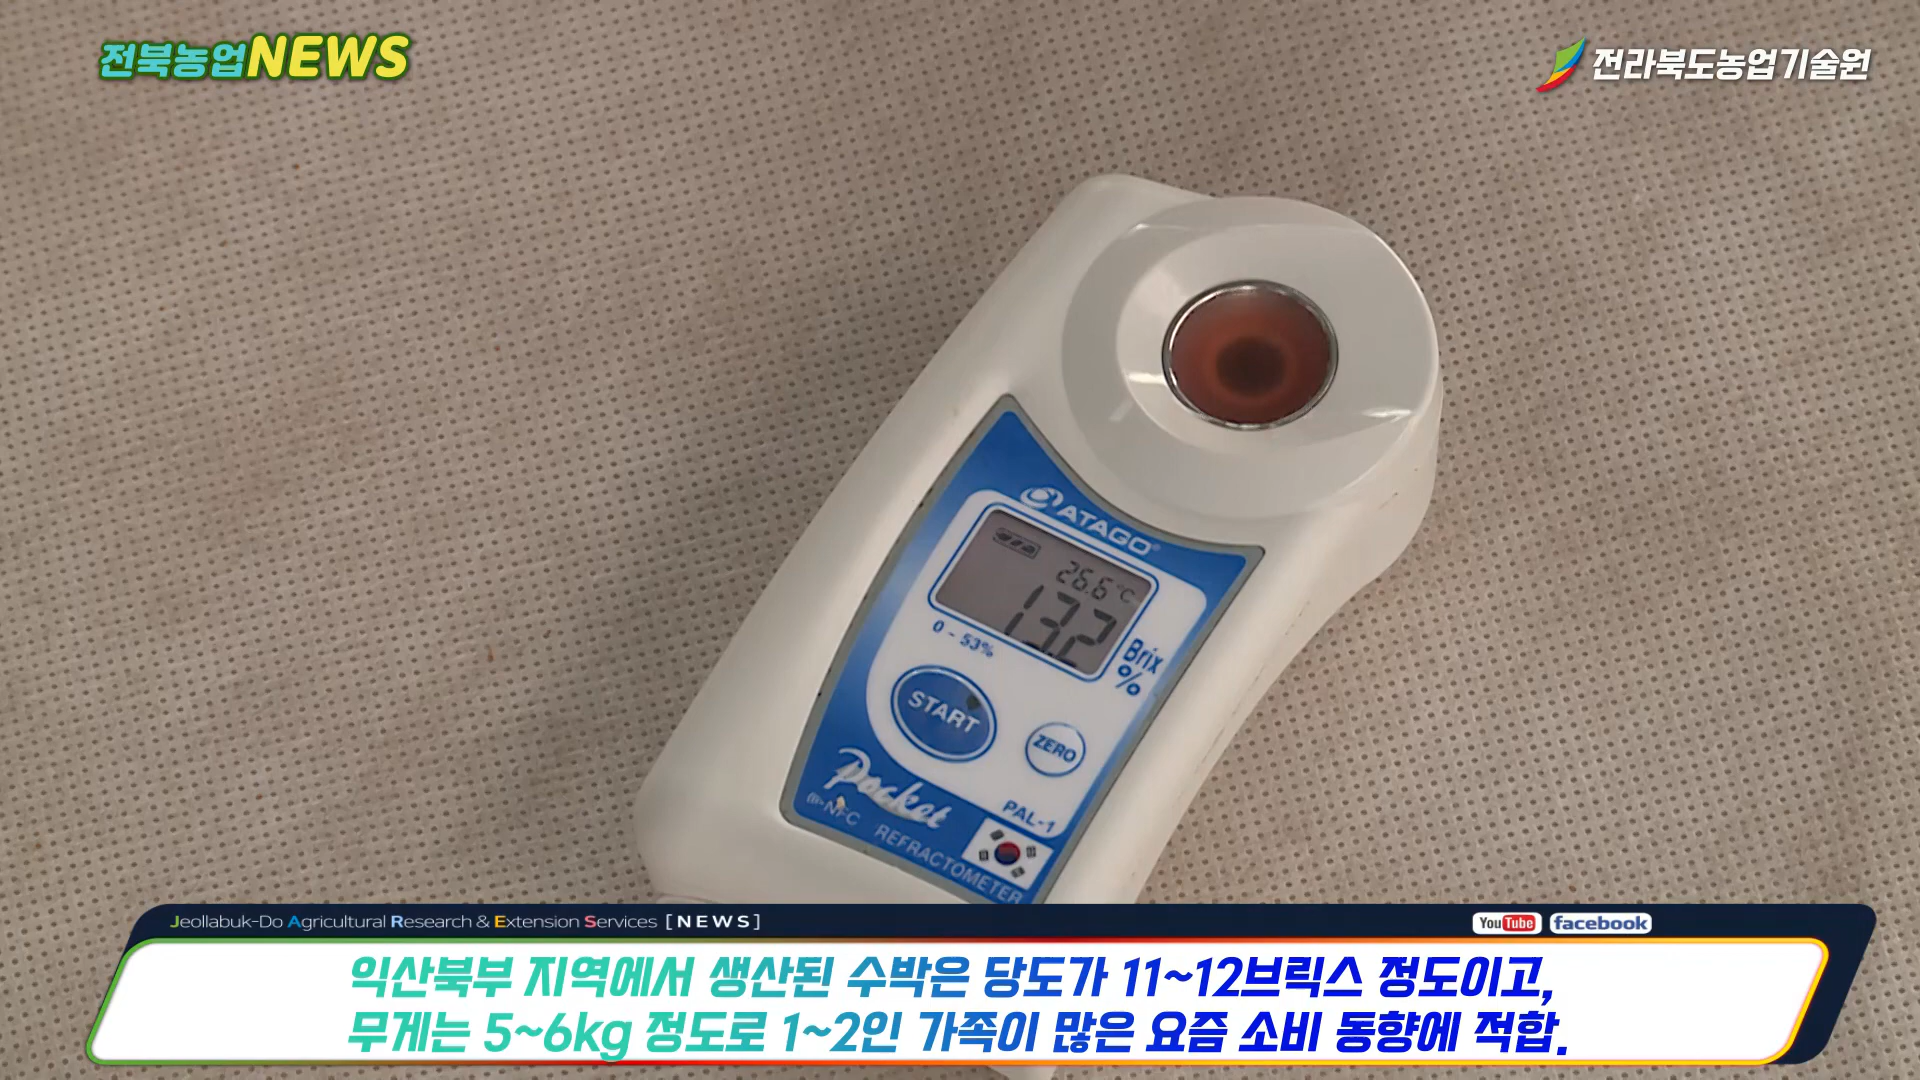 전북농업NEWS
전라북도농업기술원
ATAGO
26.6 °C
13.2
0 - 53%
Brix
%
START
ZERO
Pocket
PAL-1
NFC REFRACTOMETER
Jeollabuk-Do Agricultural Research & Extension Services [NEWS]
YouTube facebook
익산북부 지역에서 생산된 수박은 당도가 11~12브릭스 정도이고,
무게는 5~6kg 정도로 1~2인 가족이 많은 요즘 소비 동향에 적합.